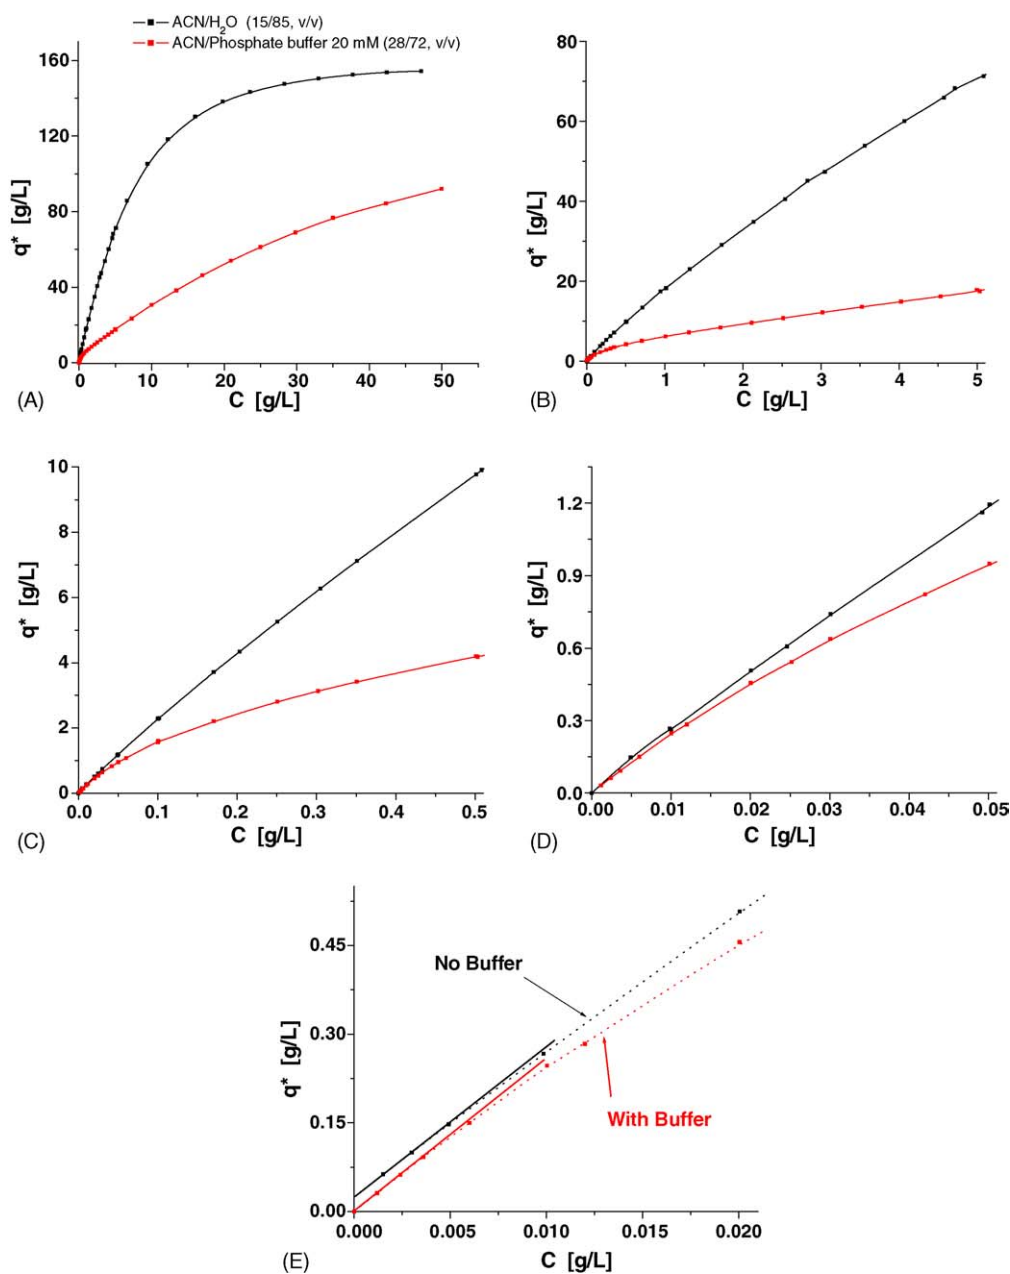 ACN/H₂O (15/85, v/v)
ACN/Phosphate buffer 20 mM (28/72, v/v)
160
120
80
40
0
q* [g/L]
0 10 20 30 40 50
C [g/L]
(A)
80
60
40
20
0
q* [g/L]
0 1 2 3 4 5
C [g/L]
(B)
10
8
6
4
2
0
q* [g/L]
0.0 0.1 0.2 0.3 0.4 0.5
C [g/L]
(C)
1.2
0.9
0.6
0.3
0.0
q* [g/L]
0.00 0.01 0.02 0.03 0.04 0.05
C [g/L]
(D)
0.45
0.30
0.15
0.00
q* [g/L]
No Buffer
With Buffer
0.000 0.005 0.010 0.015 0.020
C [g/L]
(E)